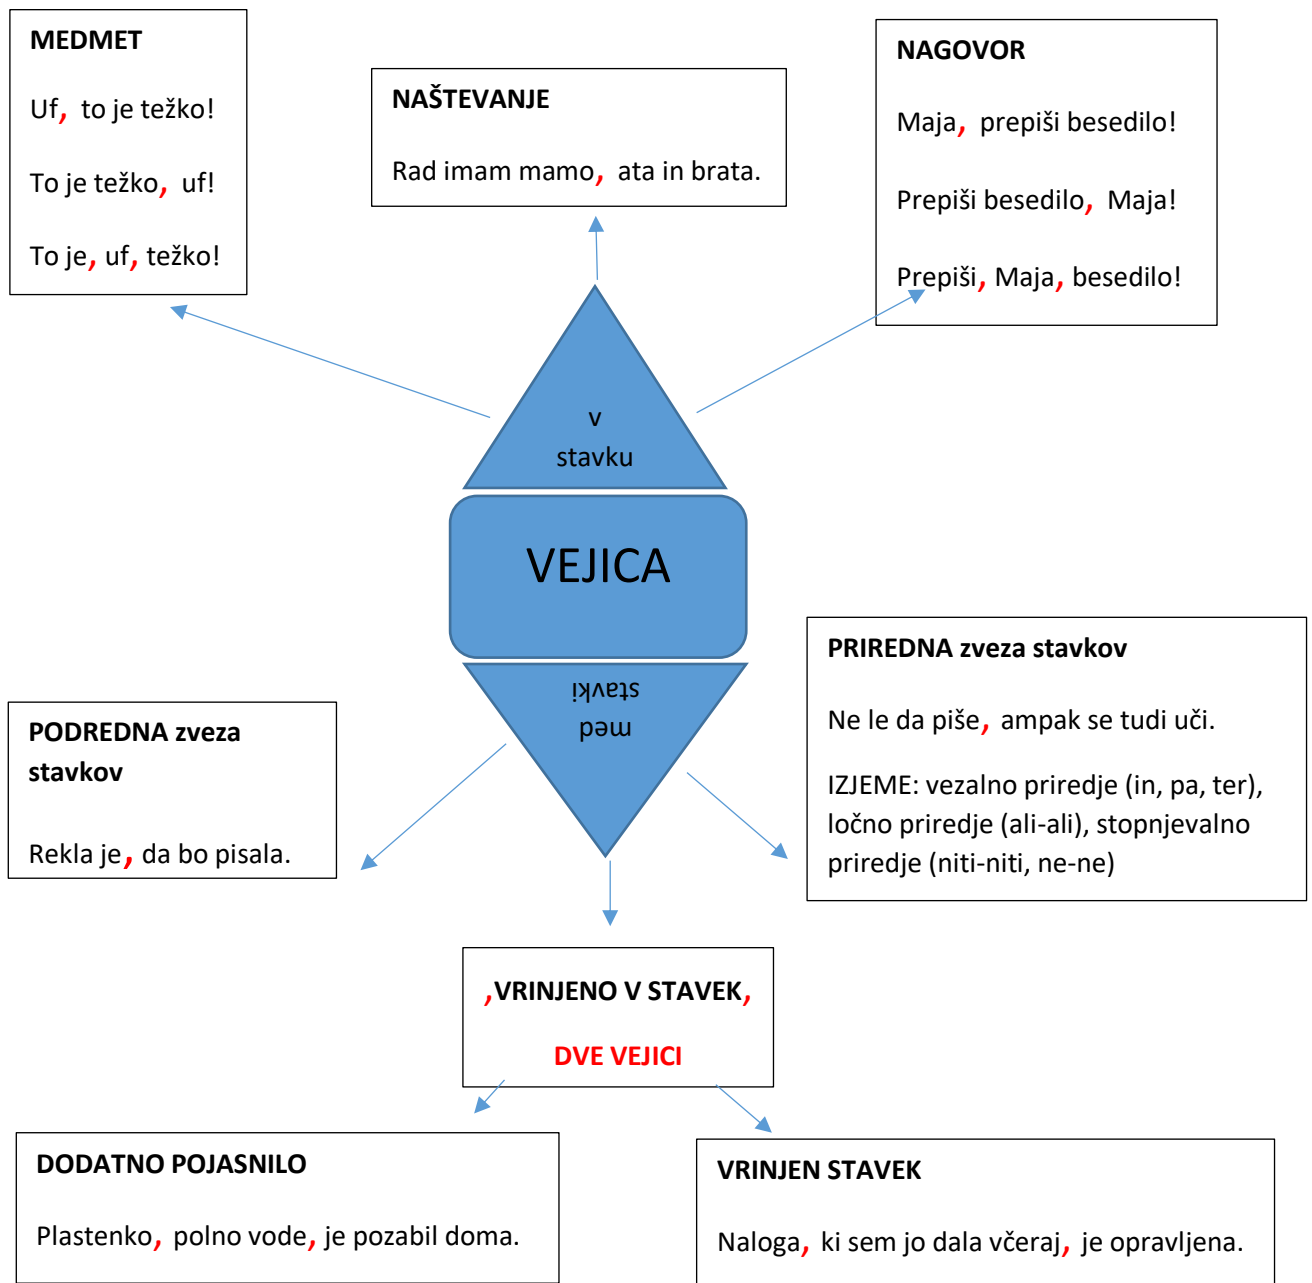 MEDMET
Uf, to je težko!
To je težko, uf!
To je, uf, težko!
NAŠTEVANJE
Rad imam mamo, ata in brata.
NAGOVOR
Maja, prepiši besedilo!
Prepiši besedilo, Maja!
Prepiši, Maja, besedilo!
v
stavku
VEJICA
med
stavki
PODREDNA zveza
stavkov
Rekla je, da bo pisala.
PRIREDNA zveza stavkov
Ne le da piše, ampak se tudi uči.
IZJEME: vezalno priredje (in, pa, ter),
ločno priredje (ali-ali), stopnjevalno
priredje (niti-niti, ne-ne)
,VRINJENO V STAVEK,
DVE VEJICI
DODATNO POJASNILO
Plastenko, polno vode, je pozabil doma.
VRINJEN STAVEK
Naloga, ki sem jo dala včeraj, je opravljena.